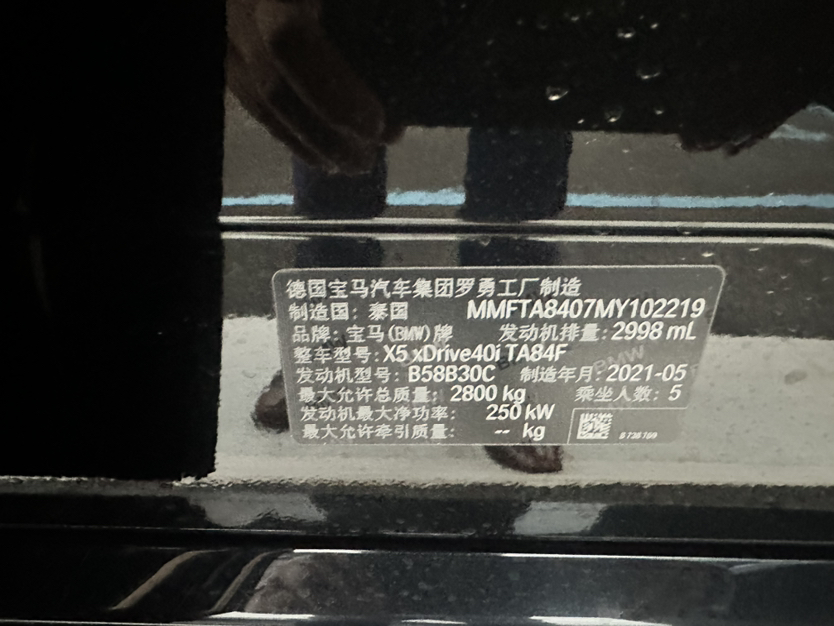 德国宝马汽车集团罗勇工厂制造
制造国：泰国 MMFTA8407MY102219
品牌：宝马(BMW)牌 发动机排量：2998 mL
整车型号：X5 xDrive40i TA84F
发动机型号：B58B30C 制造年月：2021-05
最大允许总质量：2800 kg 乘坐人数：5
发动机最大净功率：250 kW
最大允许牵引质量：-- kg